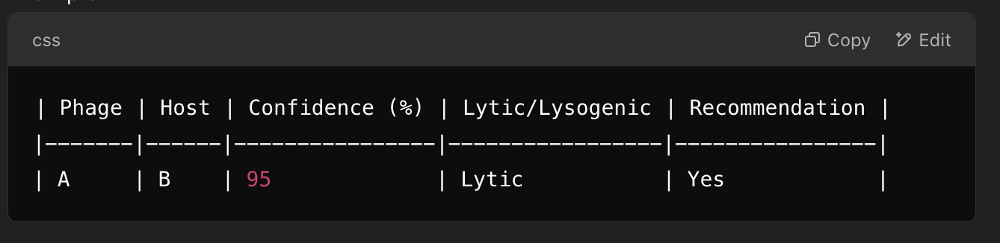 css Copy Edit
| Phage | Host | Confidence (%) | Lytic/Lysogenic | Recommendation |
|-------|------|----------------|-----------------|----------------|
| A     | B    | 95             | Lytic           | Yes            |